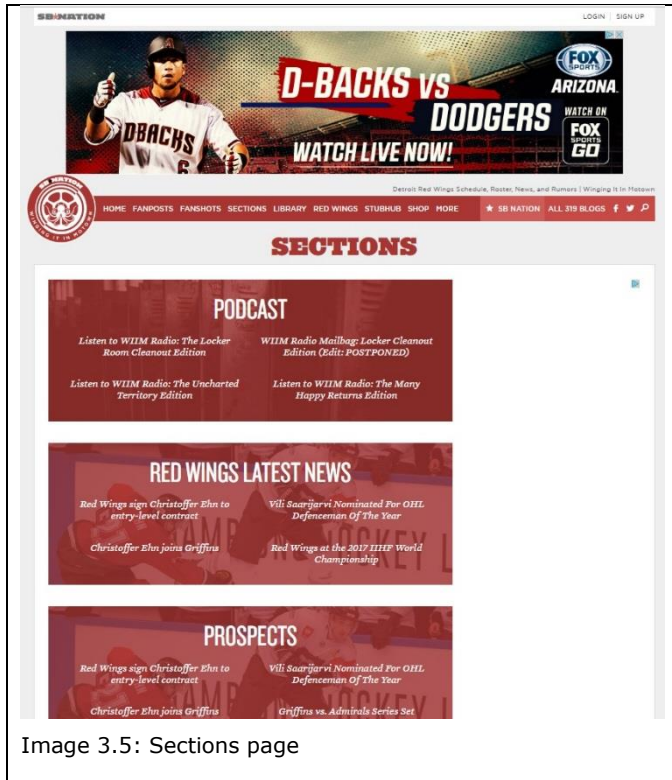 SB NATION
LOGIN | SIGN UP
D-BACKS VS
DODGERS
WATCH LIVE NOW!
FOX
SPORTS
ARIZONA
WATCH ON
FOX
SPORTS
GO
DBACKS
6
Detroit Red Wings Schedule, Roster, News, and Rumors | Winging It In Motown
SB NATION
WINGING IT IN MOTOWN
HOME FANPOSTS FANSHOTS SECTIONS LIBRARY RED WINGS STUBHUB SHOP MORE ★ SB NATION ALL 319 BLOGS
SECTIONS
PODCAST
Listen to WIIM Radio: The Locker
Room Cleanout Edition
WIIM Radio Mailbag: Locker Cleanout
Edition (Edit: POSTPONED)
Listen to WIIM Radio: The Uncharted
Territory Edition
Listen to WIIM Radio: The Many
Happy Returns Edition
RED WINGS LATEST NEWS
Red Wings sign Christoffer Ehn to
entry-level contract
Vili Saarijarvi Nominated For OHL
Defenceman Of The Year
Christoffer Ehn joins Griffins
Red Wings at the 2017 IIHF World
Championship
PROSPECTS
Red Wings sign Christoffer Ehn to
entry-level contract
Vili Saarijarvi Nominated For OHL
Defenceman Of The Year
Christoffer Ehn joins Griffins
Griffins vs. Admirals Series Set
Image 3.5: Sections page